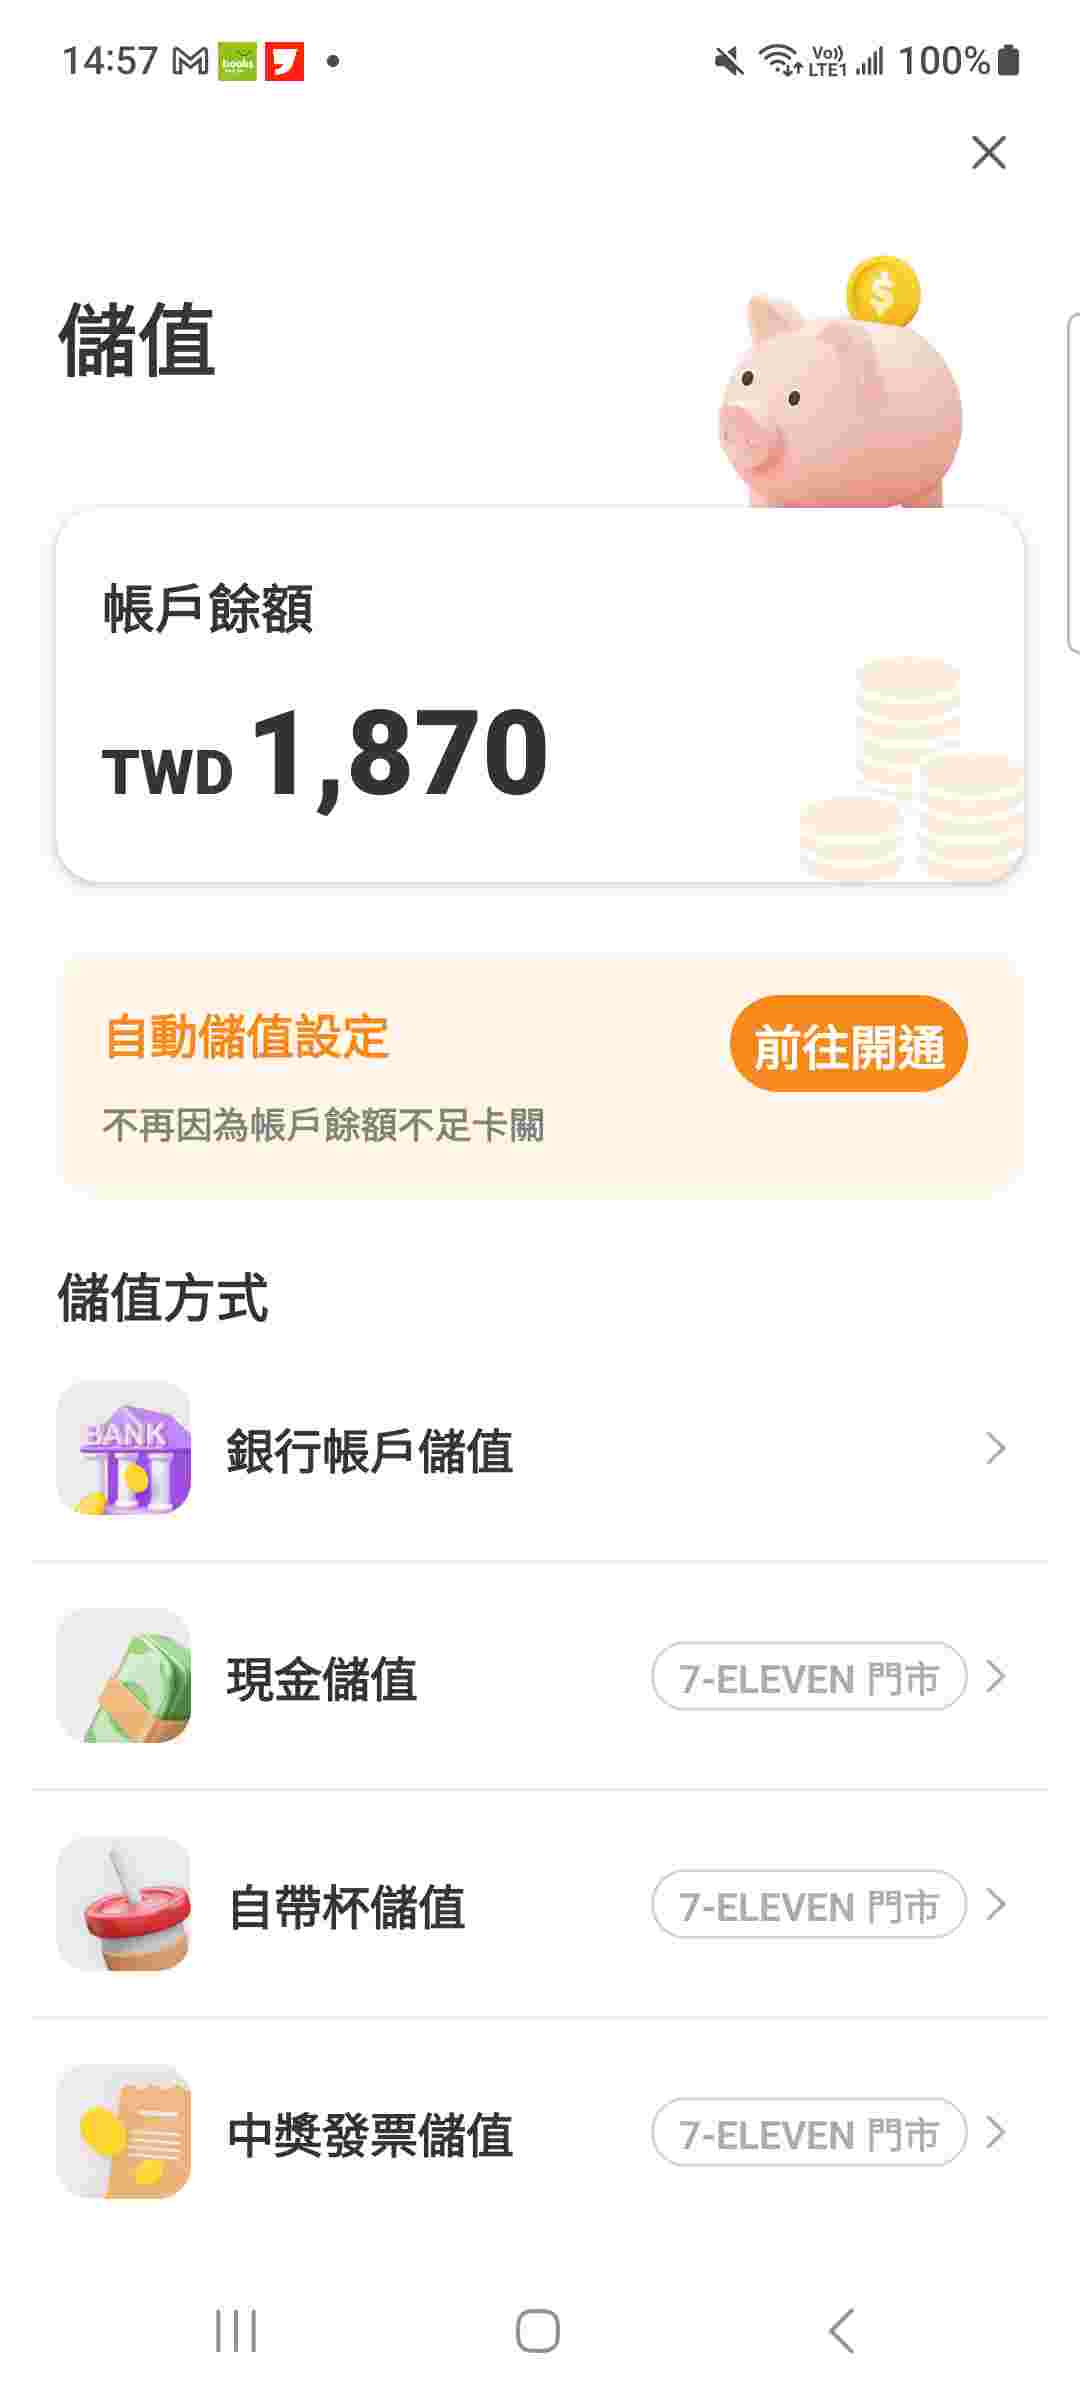 14:57 books Vo)) LTE1 100%
儲值
$
帳戶餘額
TWD 1,870
自動儲值設定
前往開通
不再因為帳戶餘額不足卡關
儲值方式
BANK
銀行帳戶儲值
現金儲值 7-ELEVEN 門市
自帶杯儲值 7-ELEVEN 門市
中獎發票儲值 7-ELEVEN 門市